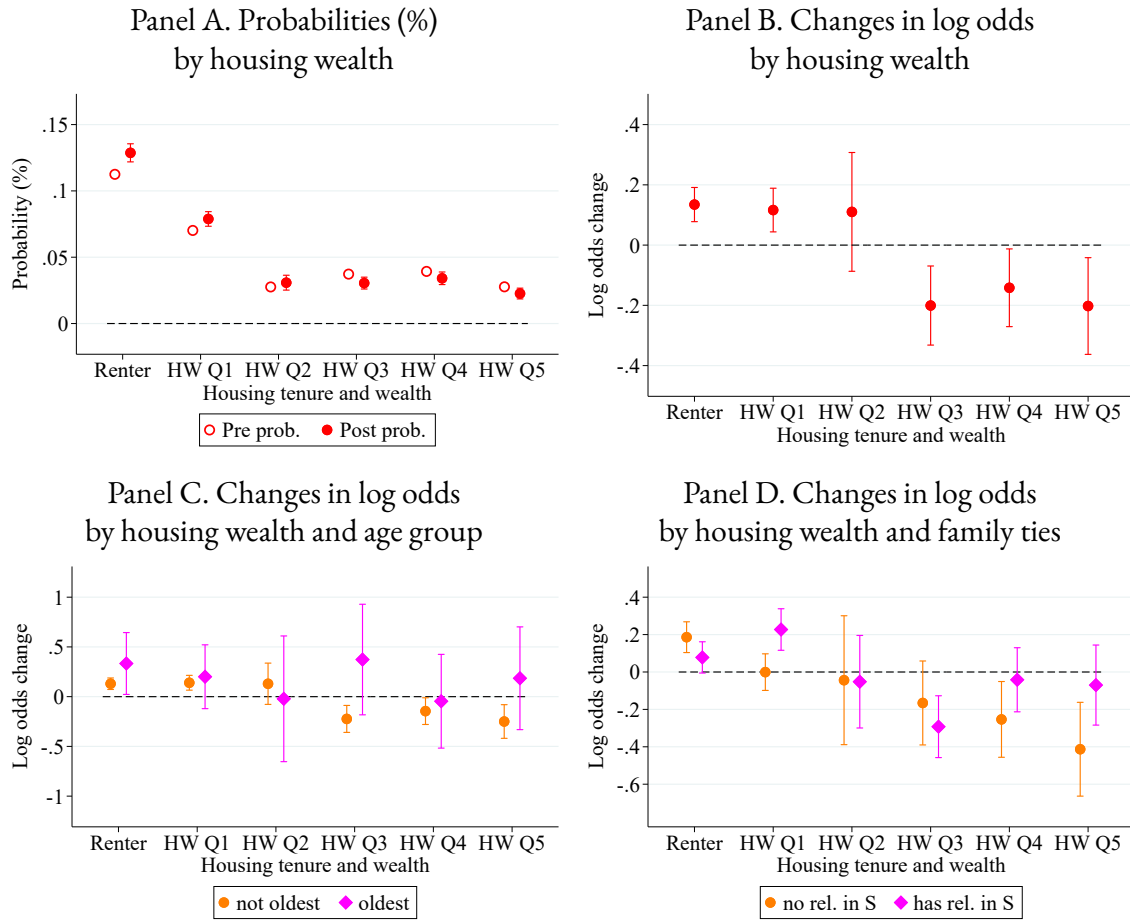 Panel A. Probabilities (%)
by housing wealth
.15
.1
.05
0
Probability (%)
Renter HW Q1 HW Q2 HW Q3 HW Q4 HW Q5
Housing tenure and wealth
Pre prob. Post prob.
Panel B. Changes in log odds
by housing wealth
.4
.2
0
-.2
-.4
Log odds change
Renter HW Q1 HW Q2 HW Q3 HW Q4 HW Q5
Housing tenure and wealth
Panel C. Changes in log odds
by housing wealth and age group
1
.5
0
-.5
-1
Log odds change
Renter HW Q1 HW Q2 HW Q3 HW Q4 HW Q5
Housing tenure and wealth
not oldest oldest
Panel D. Changes in log odds
by housing wealth and family ties
.4
.2
0
-.2
-.4
-.6
Log odds change
Renter HW Q1 HW Q2 HW Q3 HW Q4 HW Q5
Housing tenure and wealth
no rel. in S has rel. in S